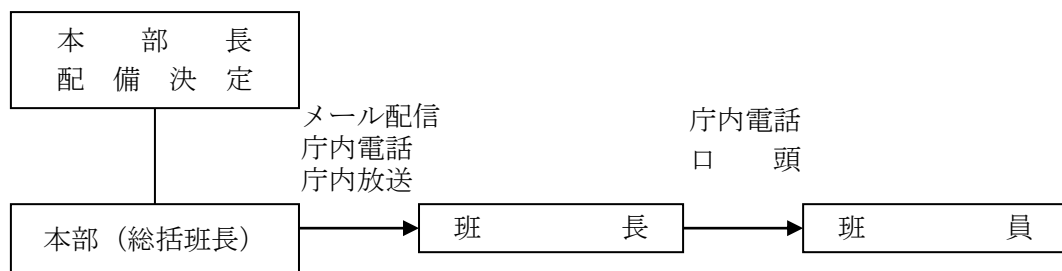 本部長
配備決定
メール配信
庁内電話
庁内放送
庁内電話
口頭
本部（総括班長）
班長
班員